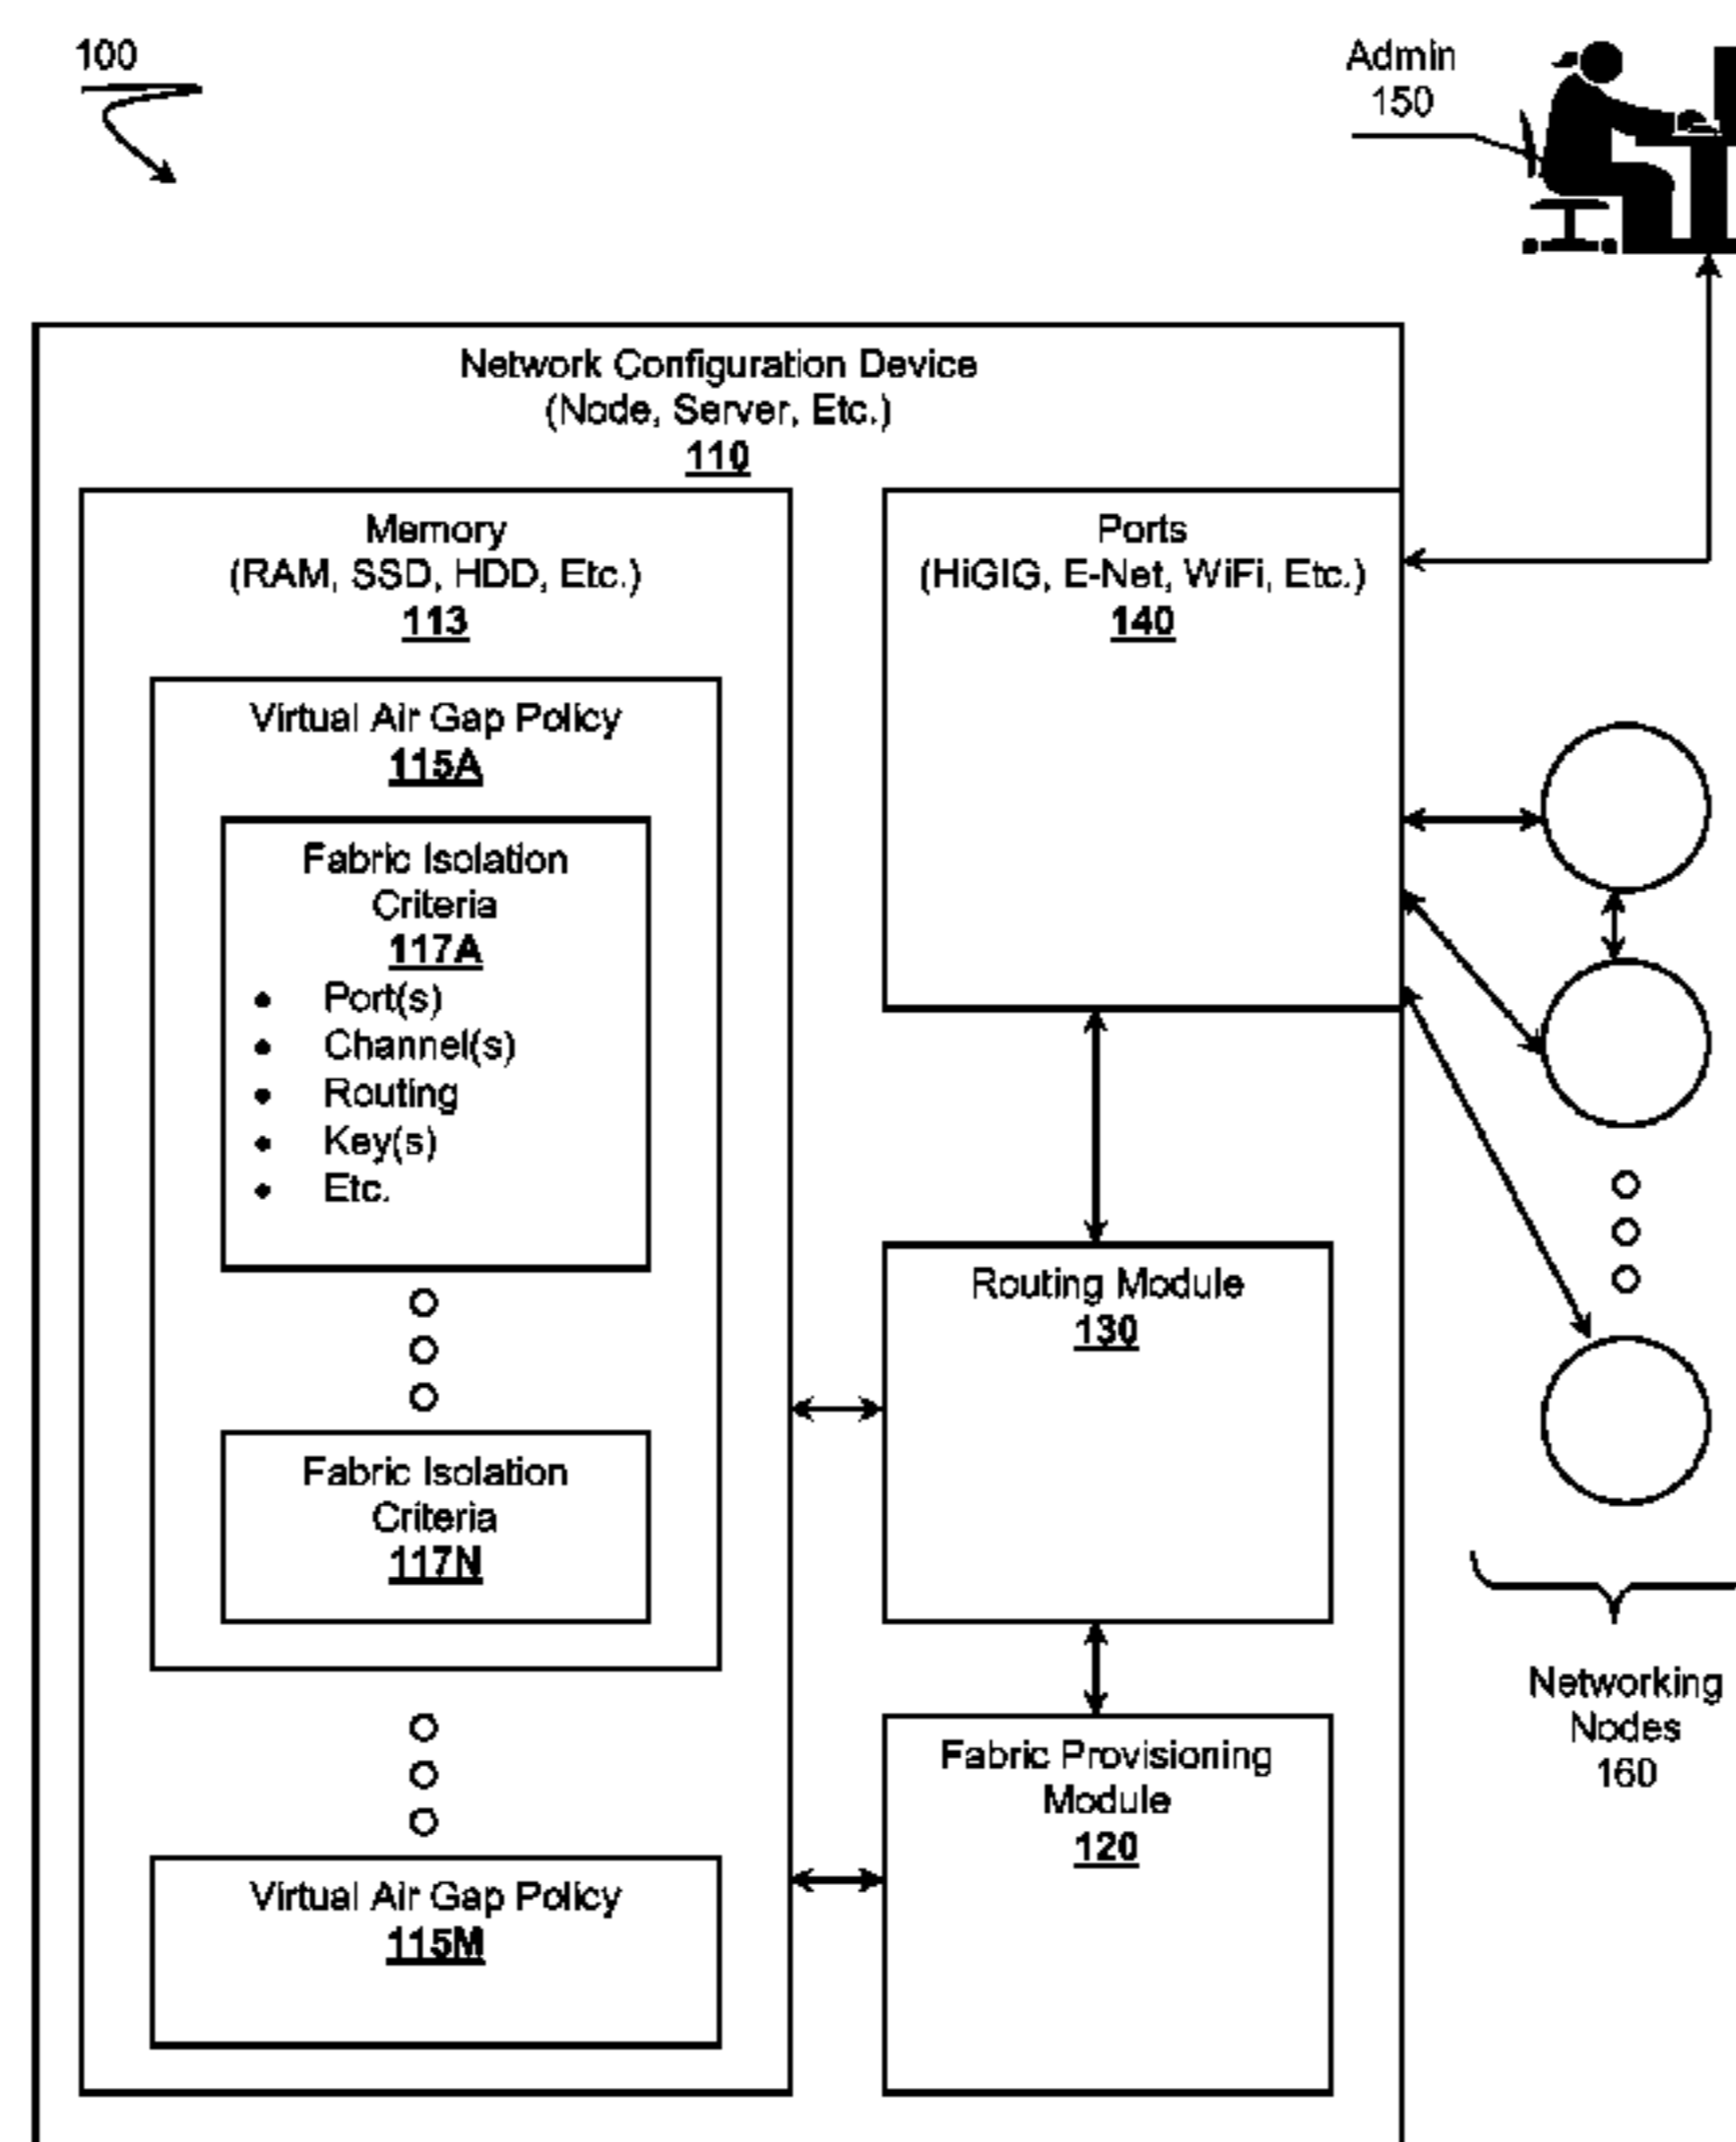 100
Admin
150
Network Configuration Device
(Node, Server, Etc.)
110
Memory
(RAM, SSD, HDD, Etc.)
113
Ports
(HiGIG, E-Net, WiFi, Etc.)
140
Virtual Air Gap Policy
115A
Fabric Isolation
Criteria
117A
• Port(s)
• Channel(s)
• Routing
• Key(s)
• Etc.
Routing Module
130
Fabric Isolation
Criteria
117N
Networking
Nodes
160
Fabric Provisioning
Module
120
Virtual Air Gap Policy
115M